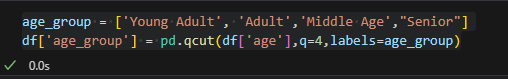 age_group = ['Young Adult', 'Adult','Middle Age',"Senior"]
df['age_group'] = pd.qcut(df['age'],q=4,labels=age_group)
✓ 0.0s